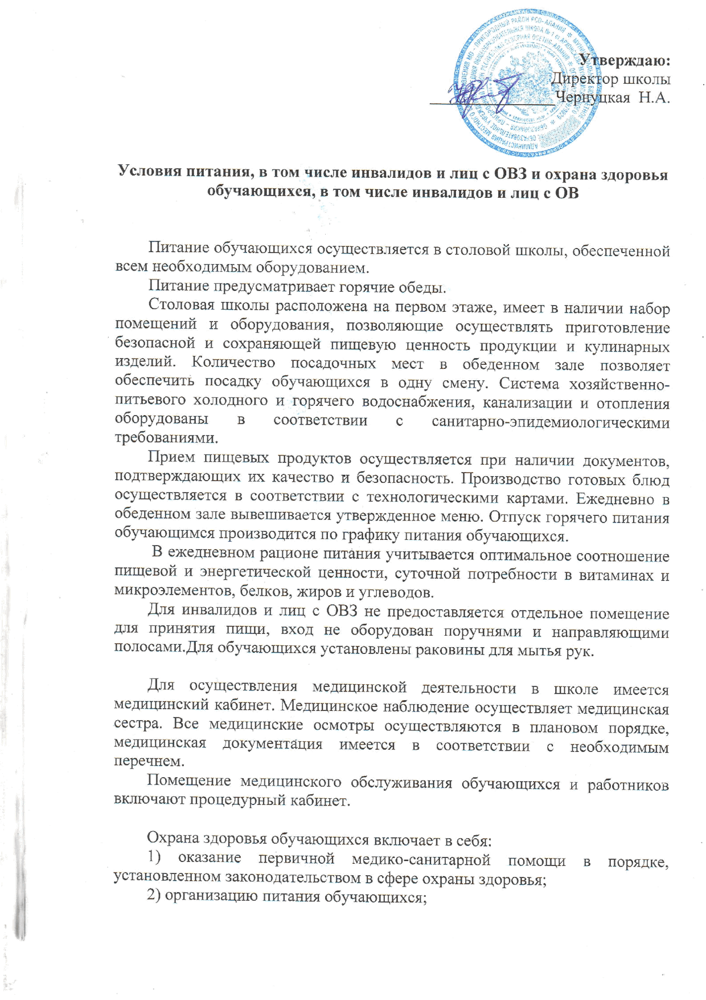 Утверждаю:
Директор школы
Чернуцкая Н.А.
Условия питания, в том числе инвалидов и лиц с ОВЗ и охрана здоровья
обучающихся, в том числе инвалидов и лиц с ОВ
Питание обучающихся осуществляется в столовой школы, обеспеченной
всем необходимым оборудованием.
Питание предусматривает горячие обеды.
Столовая школы расположена на первом этаже, имеет в наличии набор
помещений и оборудования, позволяющие осуществлять приготовление
безопасной и сохраняющей пищевую ценность продукции и кулинарных
изделий. Количество посадочных мест в обеденном зале позволяет
обеспечить посадку обучающихся в одну смену. Система хозяйственно-
питьевого холодного и горячего водоснабжения, канализации и отопления
оборудованы в соответствии с санитарно-эпидемиологическими
требованиями.
Прием пищевых продуктов осуществляется при наличии документов,
подтверждающих их качество и безопасность. Производство готовых блюд
осуществляется в соответствии с технологическими картами. Ежедневно в
обеденном зале вывешивается утвержденное меню. Отпуск горячего питания
обучающимся производится по графику питания обучающихся.
В ежедневном рационе питания учитывается оптимальное соотношение
пищевой и энергетической ценности, суточной потребности в витаминах и
микроэлементов, белков, жиров и углеводов.
Для инвалидов и лиц с ОВЗ не предоставляется отдельное помещение
для принятия пищи, вход не оборудован поручнями и направляющими
полосами.Для обучающихся установлены раковины для мытья рук.
Для осуществления медицинской деятельности в школе имеется
медицинский кабинет. Медицинское наблюдение осуществляет медицинская
сестра. Все медицинские осмотры осуществляются в плановом порядке,
медицинская документация имеется в соответствии с необходимым
перечнем.
Помещение медицинского обслуживания обучающихся и работников
включают процедурный кабинет.
Охрана здоровья обучающихся включает в себя:
1) оказание первичной медико-санитарной помощи в порядке,
установленном законодательством в сфере охраны здоровья;
2) организацию питания обучающихся;